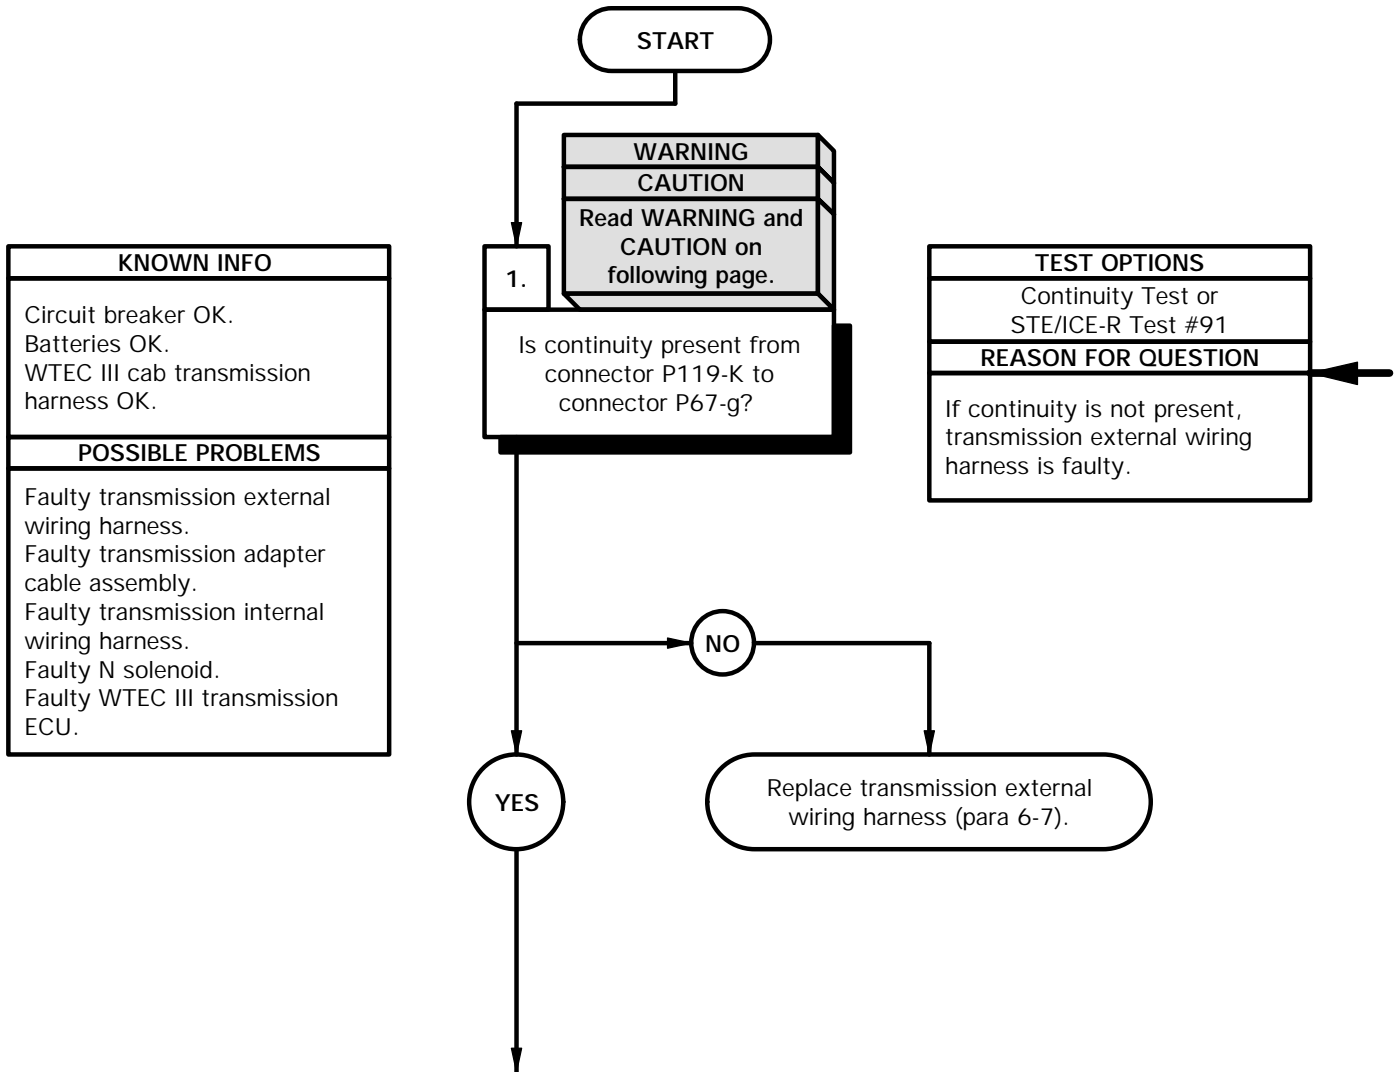 START
WARNING
CAUTION
Read WARNING and
CAUTION on
following page.
1.
Is continuity present from
connector P119-K to
connector P67-g?
KNOWN INFO
Circuit breaker OK.
Batteries OK.
WTEC III cab transmission
harness OK.
POSSIBLE PROBLEMS
Faulty transmission external
wiring harness.
Faulty transmission adapter
cable assembly.
Faulty transmission internal
wiring harness.
Faulty N solenoid.
Faulty WTEC III transmission
ECU.
TEST OPTIONS
Continuity Test or
STE/ICE-R Test #91
REASON FOR QUESTION
If continuity is not present,
transmission external wiring
harness is faulty.
NO
YES
Replace transmission external
wiring harness (para 6-7).